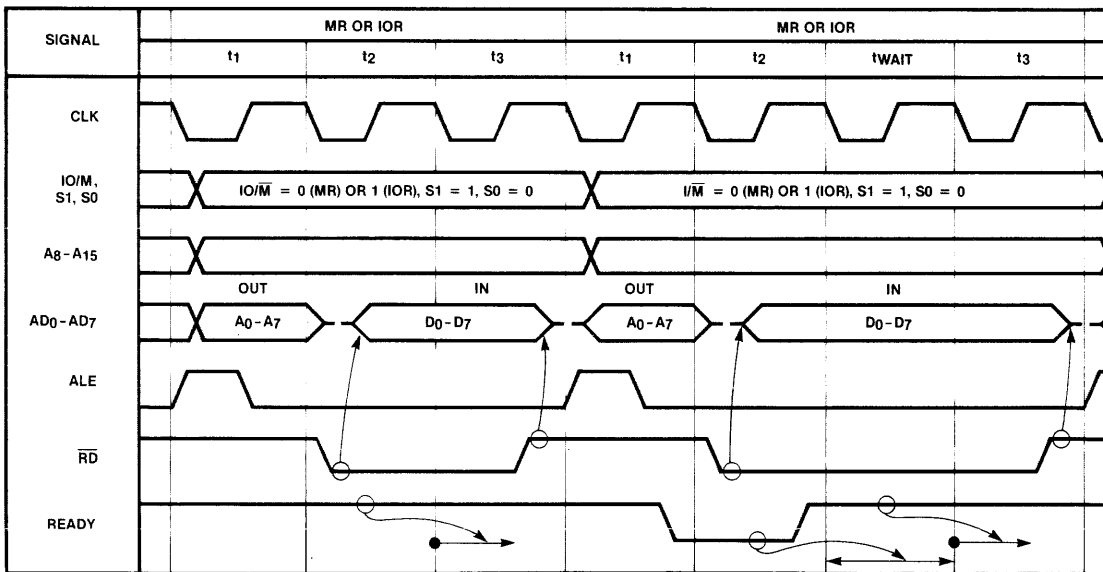 SIGNAL
MR OR IOR
MR OR IOR
t1 t2 t3 t1 t2 tWAIT t3
CLK
IO/M,
S1, S0
IO/M̅ = 0 (MR) OR 1 (IOR), S1 = 1, S0 = 0
I/M̅ = 0 (MR) OR 1 (IOR), S1 = 1, S0 = 0
A8–A15
OUT IN OUT IN
AD0–AD7
A0–A7 D0–D7 A0–A7 D0–D7
ALE
R̅D̅
READY